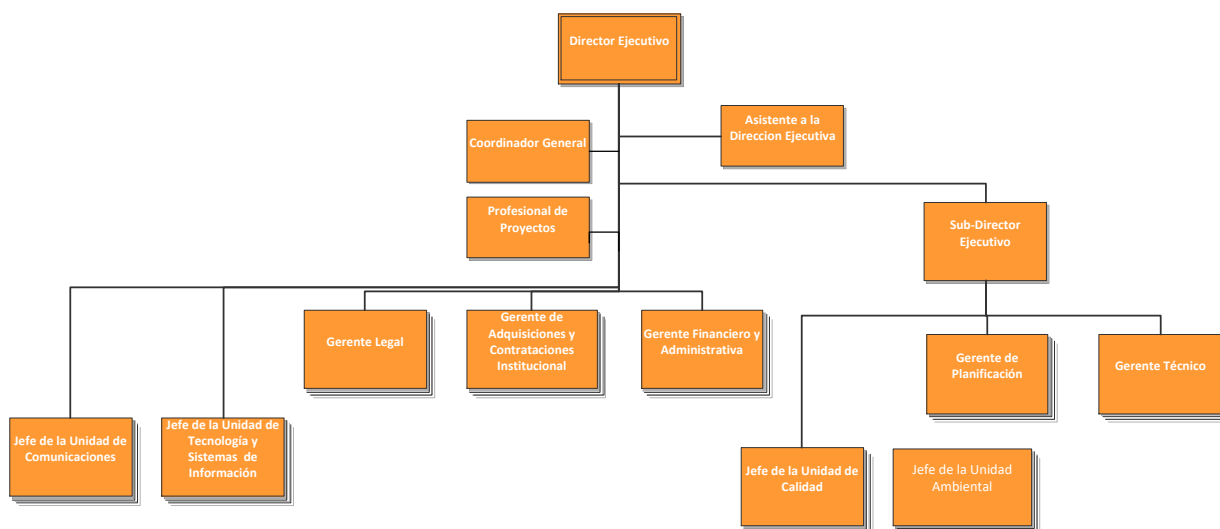 Director Ejecutivo
Asistente a la
Direccion Ejecutiva
Coordinador General
Profesional de
Proyectos
Sub-Director
Ejecutivo
Gerente Legal
Gerente de
Adquisiciones y
Contrataciones
Institucional
Gerente Financiero y
Administrativa
Gerente de
Planificación
Gerente Técnico
Jefe de la Unidad de
Comunicaciones
Jefe de la Unidad de
Tecnología y
Sistemas de
Información
Jefe de la Unidad de
Calidad
Jefe de la Unidad
Ambiental